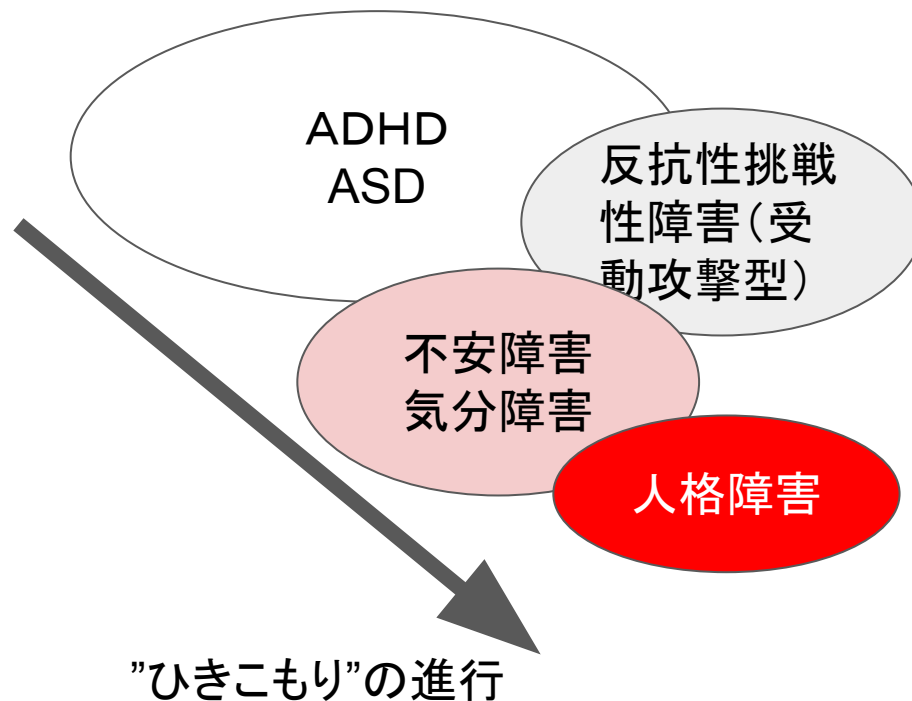 ADHD
ASD
反抗性挑戦
性障害（受
動攻撃型）
不安障害
気分障害
人格障害
”ひきこもり”の進行